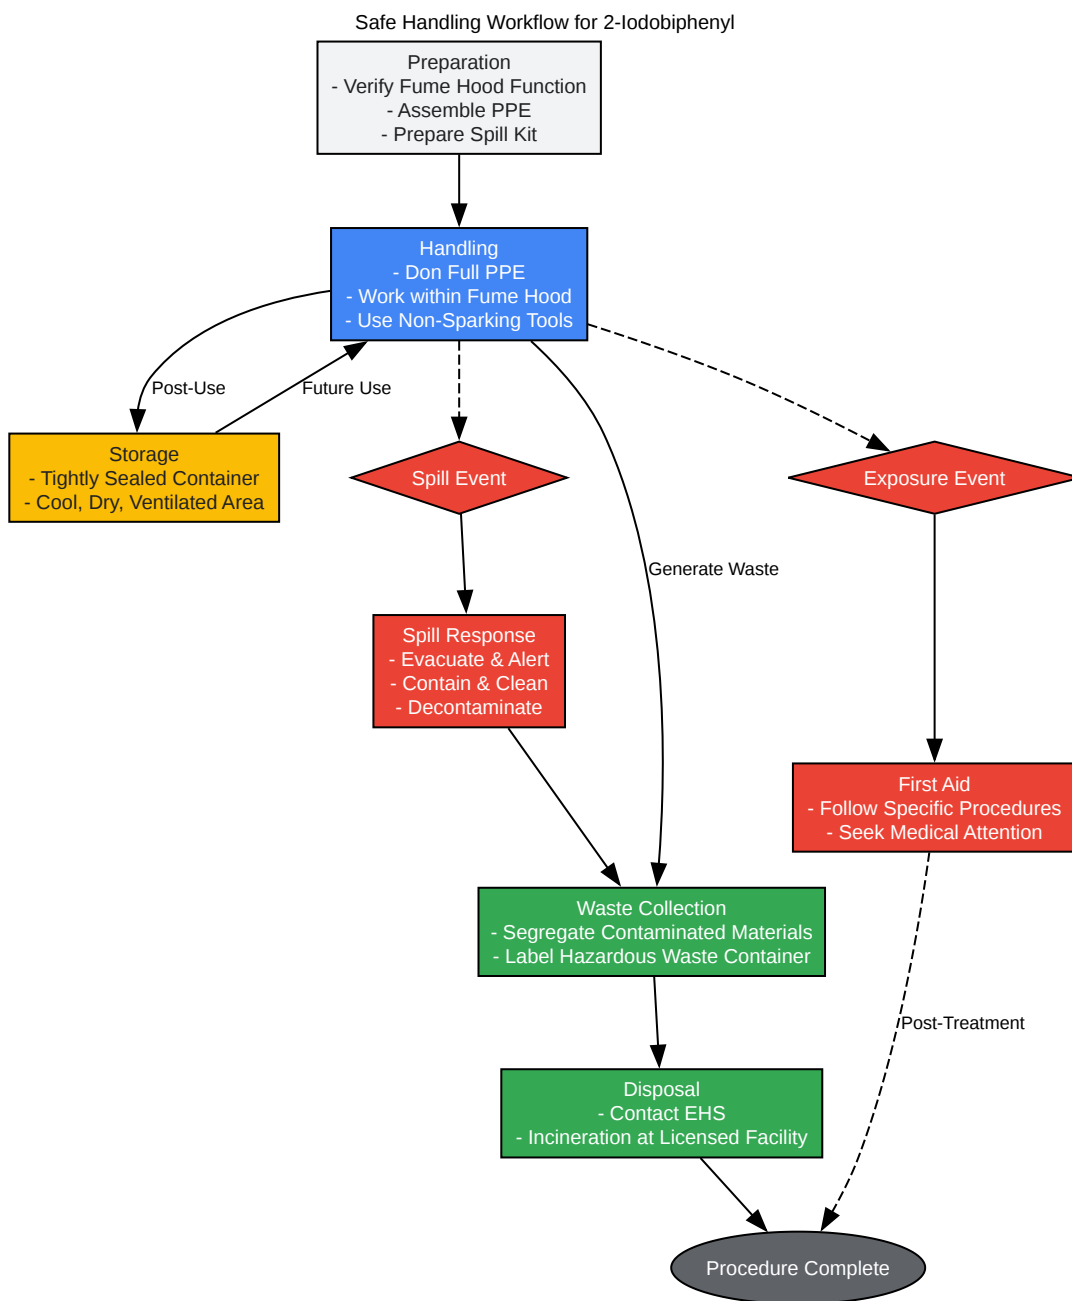 Safe Handling Workflow for 2-Iodobiphenyl
Preparation
- Verify Fume Hood Function
- Assemble PPE
- Prepare Spill Kit
Handling
- Don Full PPE
- Work within Fume Hood
- Use Non-Sparking Tools
Post-Use
Future Use
Storage
- Tightly Sealed Container
- Cool, Dry, Ventilated Area
Spill Event
Exposure Event
Generate Waste
Spill Response
- Evacuate & Alert
- Contain & Clean
- Decontaminate
First Aid
- Follow Specific Procedures
- Seek Medical Attention
Waste Collection
- Segregate Contaminated Materials
- Label Hazardous Waste Container
Post-Treatment
Disposal
- Contact EHS
- Incineration at Licensed Facility
Procedure Complete